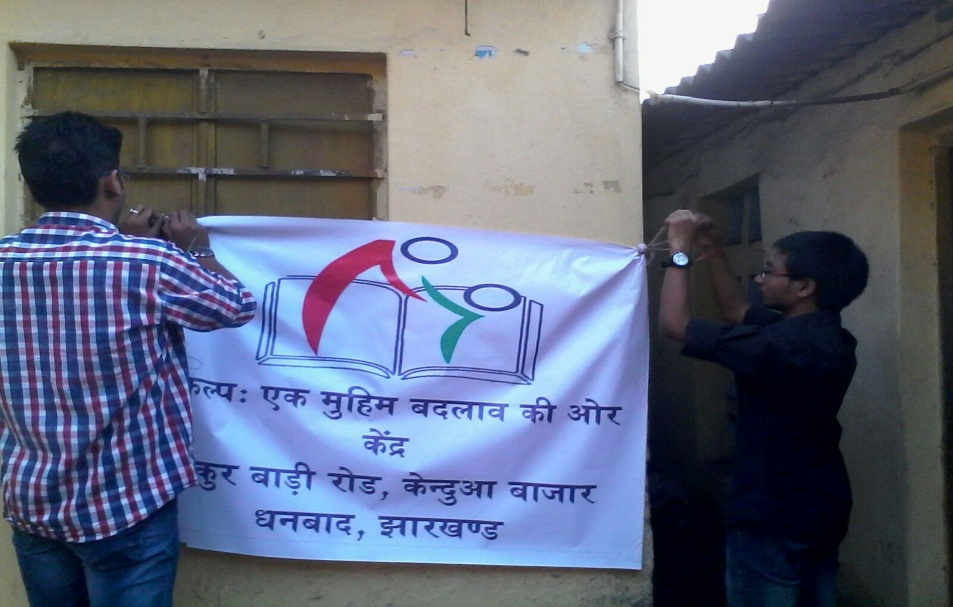 एक मुहिम बदलाव की ओर
केंद्र
बाड़ी रोड, केन्दुआ बाजार
धनबाद, झारखण्ड